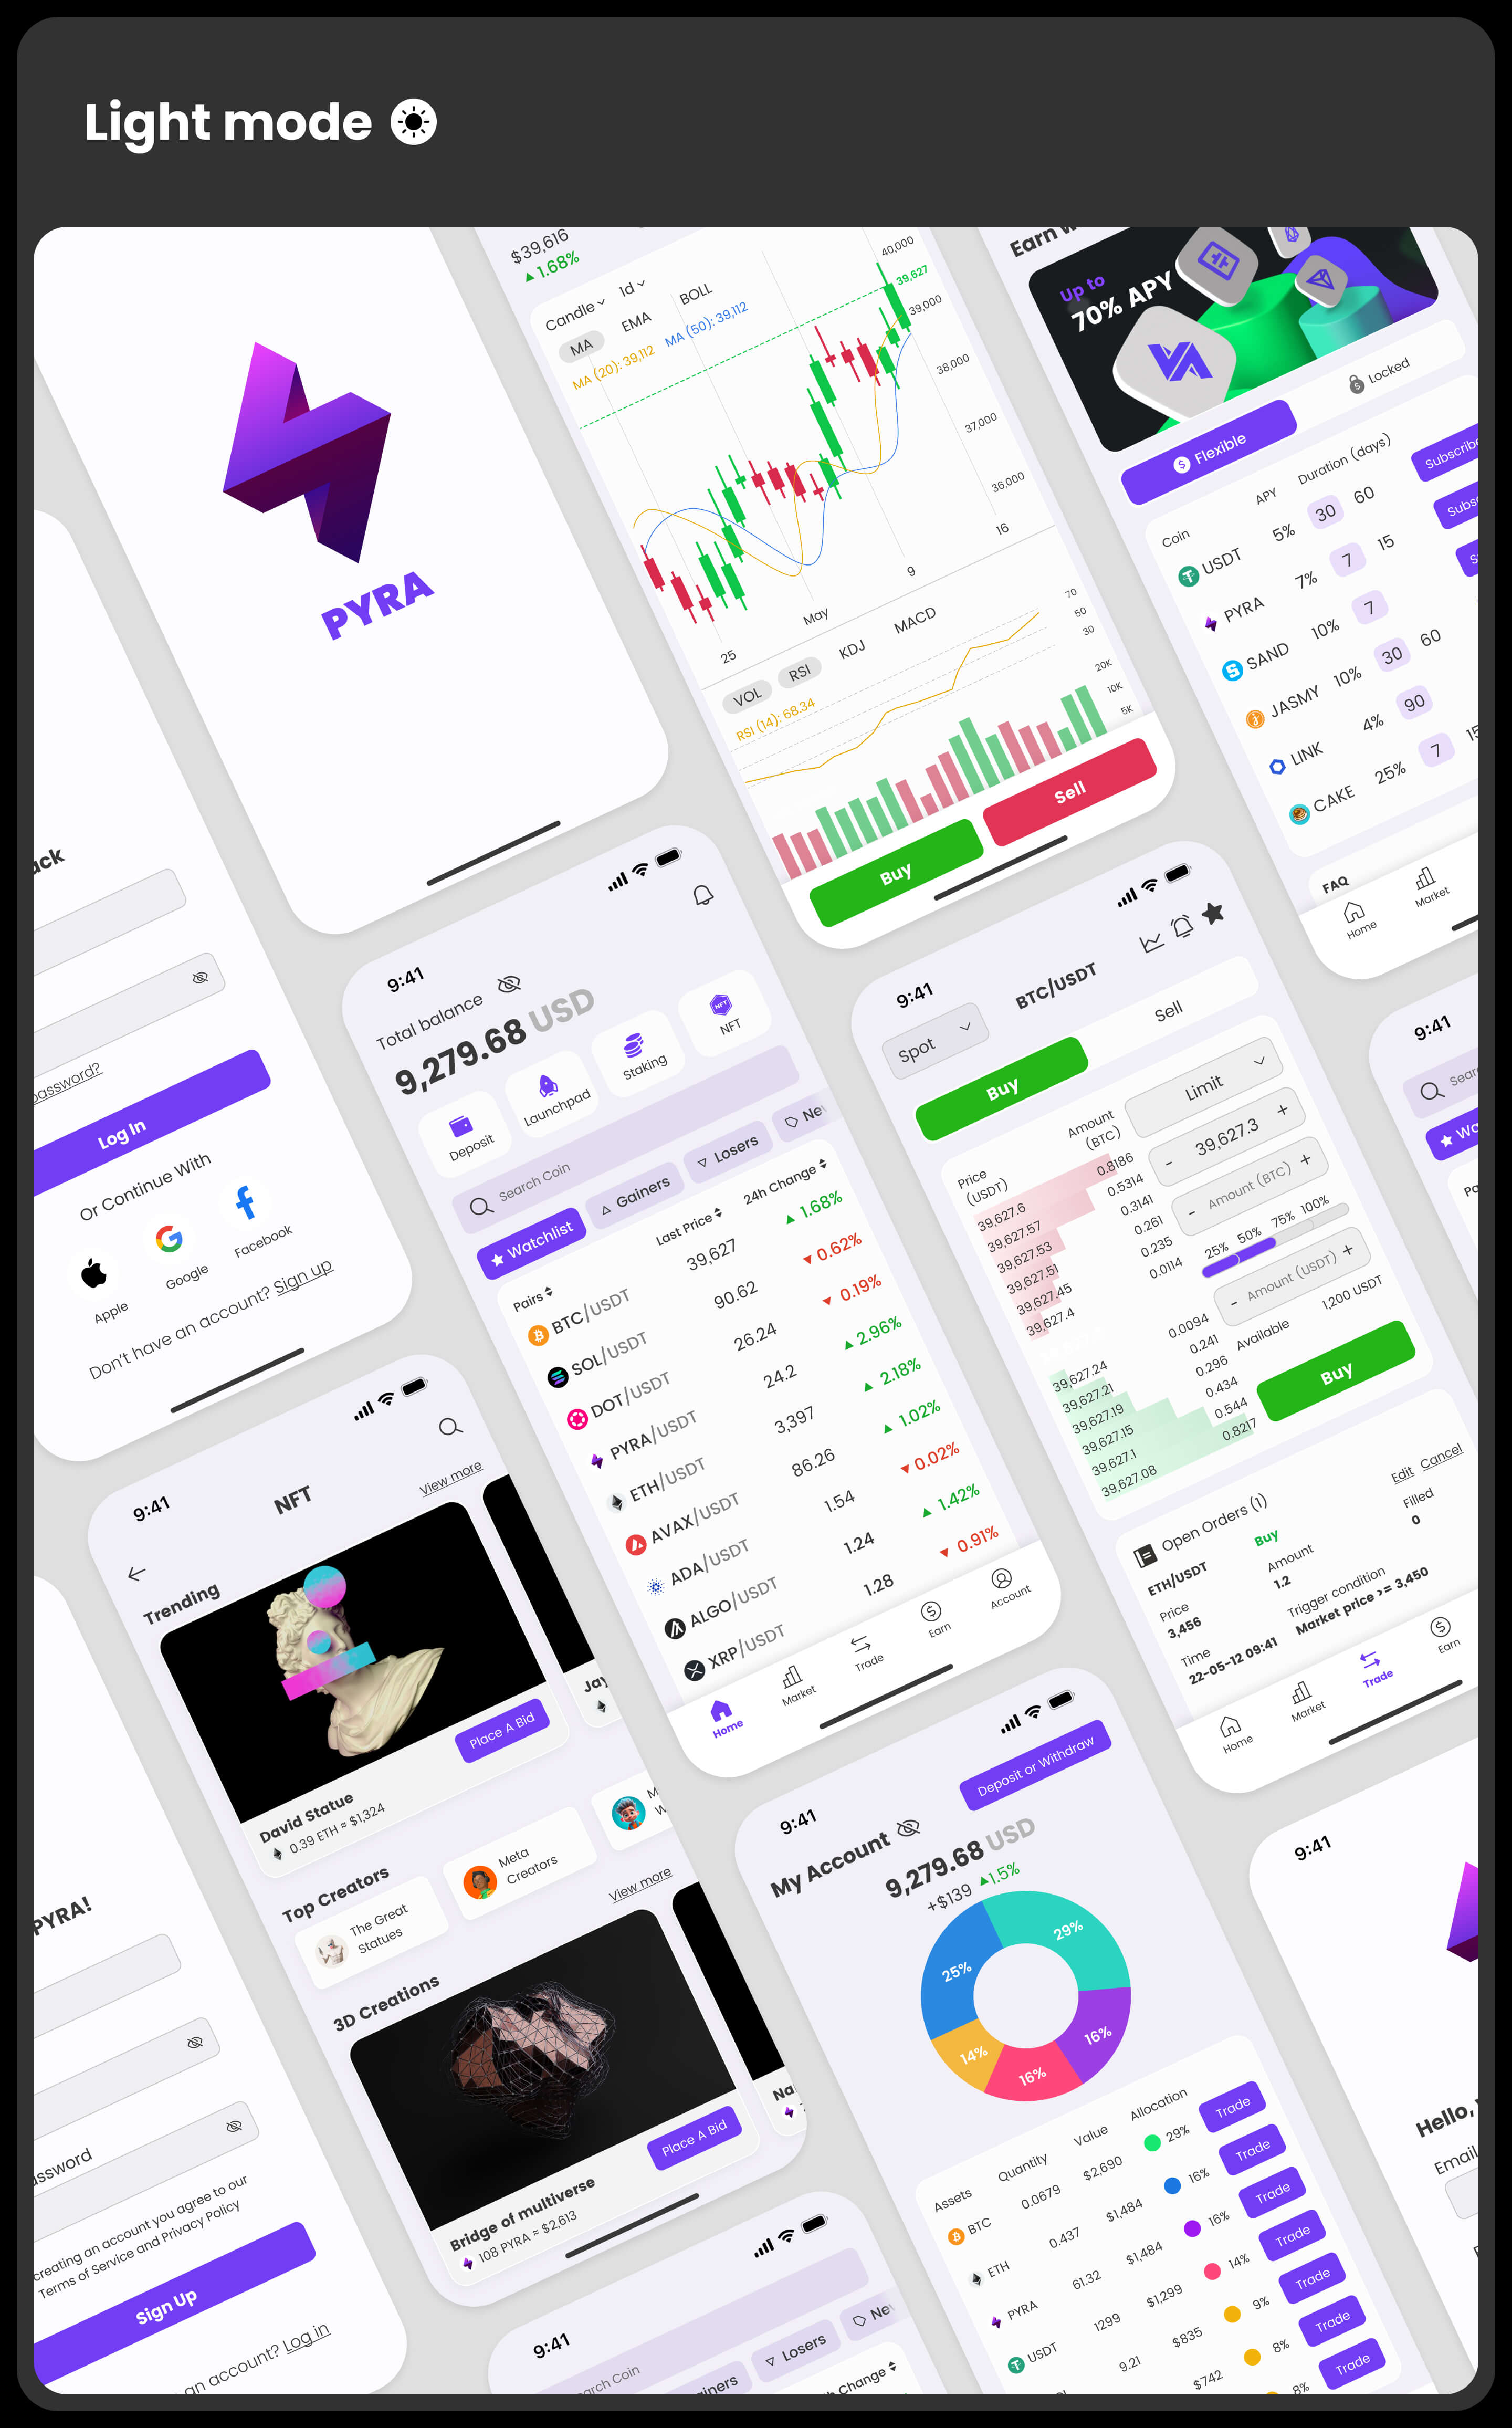 Light mode
PYRA
$39,616
▲ 1.68%
Candle 1d
MA EMA BOLL
MA (20): 39,112 MA (50): 39,112
40,000
39,627
39,000
38,000
37,000
36,000
25 May 9 16
VOL RSI KDJ MACD
RSI (14): 68.34
70
50
30
20K
10K
5K
Buy Sell
Earn
Up to
70% APY
Flexible Locked
Coin APY Duration (days)
USDT 5% 30 60 Subscribe
PYRA 7% 7 15
SAND 10% 7
JASMY 10% 30 60
LINK 4% 90
CAKE 25% 7 15
FAQ
Home Market
password?
Log In
Or Continue With
Apple Google Facebook
Don't have an account? Sign up
9:41
Total balance
9,279.68 USD
Deposit Launchpad Staking NFT
Search Coin
Watchlist Gainers Losers
Pairs Last Price 24h Change
BTC/USDT 39,627 ▲ 1.68%
SOL/USDT 90.62 ▼ 0.62%
DOT/USDT 26.24 ▼ 0.19%
PYRA/USDT 24.2 ▲ 2.96%
ETH/USDT 3,397 ▲ 2.18%
AVAX/USDT 86.26 ▲ 1.02%
ADA/USDT 1.54 ▼ 0.02%
ALGO/USDT 1.24 ▲ 1.42%
XRP/USDT 1.28 ▼ 0.91%
Home Market Trade Earn Account
9:41
Spot BTC/USDT
Buy Sell
Price (USDT) Amount (BTC)
39,627.6 0.8186
39,627.57 0.5314
39,627.53 0.3141
39,627.51 0.261
39,627.45 0.235
39,627.4 0.0114
39,627.24 0.0094
39,627.21 0.241
39,627.19 0.296
39,627.15 0.434
39,627.1 0.544
39,627.08 0.8217
Limit
- 39,627.3 +
- Amount (BTC) +
25% 50% 75% 100%
- Amount (USDT) +
Available 1,200 USDT
Buy
Open Orders (1)
Edit Cancel
ETH/USDT Buy
Price Amount Filled
3,456 1.2 0
Time Trigger condition
22-05-12 09:41 Market price >= 3,450
Home Market Trade Earn
9:41
9:41
NFT
Trending View more
David Statue
0.39 ETH ≈ $1,324
Place A Bid
Top Creators
The Great
Statues
Meta
Creators
3D Creations View more
Bridge of multiverse
108 PYRA ≈ $2,613
Place A Bid
PYRA!
creating an account you agree to our
Terms of Service and Privacy Policy
Sign Up
an account? Log in
9:41
Deposit or Withdraw
My Account
9,279.68 USD
+$139 ▲1.5%
29%
25%
16%
14%
16%
Assets Quantity Value Allocation
BTC 0.0679 $2,690 29% Trade
ETH 0.437 $1,484 16% Trade
PYRA 61.32 $1,484 16% Trade
USDT 1299 $1,299 14% Trade
9.21 $835 9% Trade
$742 8% Trade
8% Trade
9:41
Losers
9:41
Hello,
Email